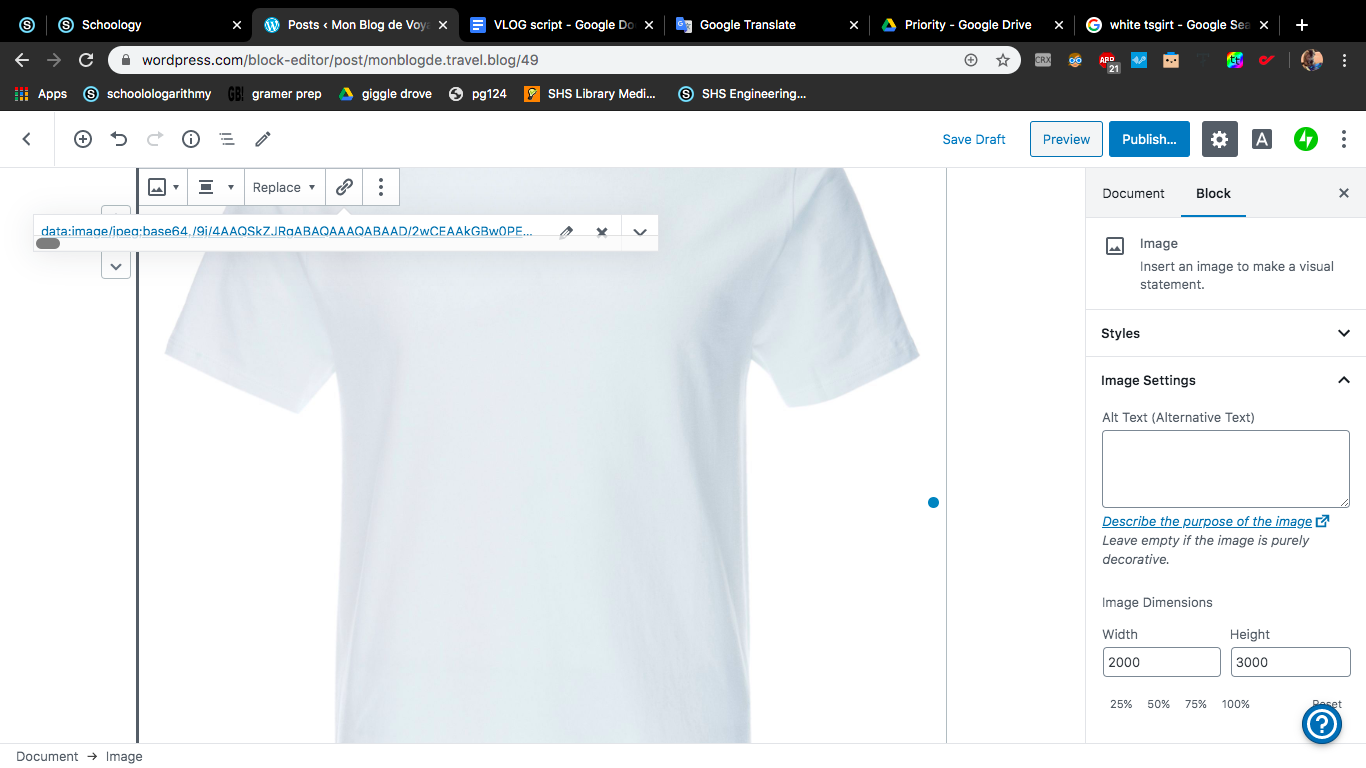 Schoology
Posts ‹ Mon Blog de Voya
VLOG script - Google Do
Google Translate
Priority - Google Drive
white tsgirt - Google Sea
wordpress.com/block-editor/post/monblogde.travel.blog/49
CRX
ABP
21
Apps
schoolologarithmy
GB!
gramer prep
giggle drove
pg124
SHS Library Medi...
SHS Engineering...
Save Draft
Preview
Publish...
A
Replace
data:image/jpeg;base64,/9j/4AAQSkZJRgABAQAAAQABAAD/2wCEAAkGBw0PE...
Document
Block
Image
Insert an image to make a visual
statement.
Styles
Image Settings
Alt Text (Alternative Text)
Describe the purpose of the image
Leave empty if the image is purely
decorative.
Image Dimensions
Width
Height
2000
3000
25%
50%
75%
100%
Reset
Document → Image